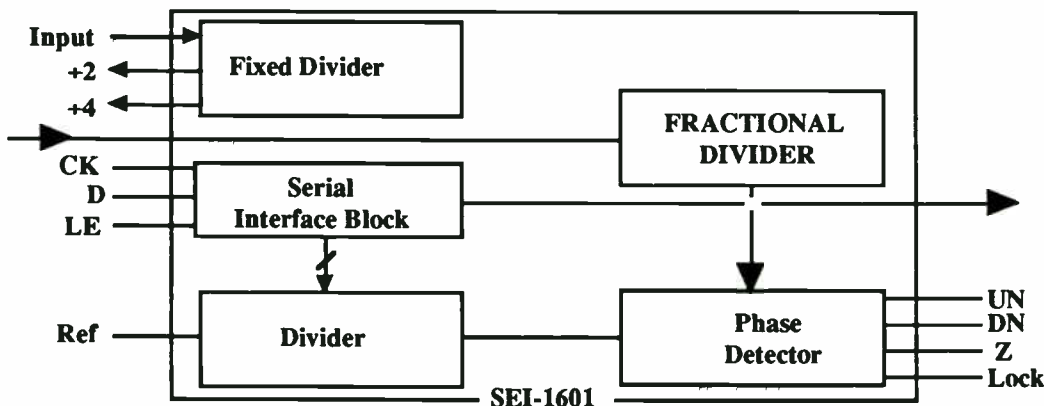 Input
+2
+4
Fixed Divider
FRACTIONAL
DIVIDER
CK
D
LE
Serial
Interface Block
Ref
Divider
Phase
Detector
UN
DN
Z
Lock
SEI-1601